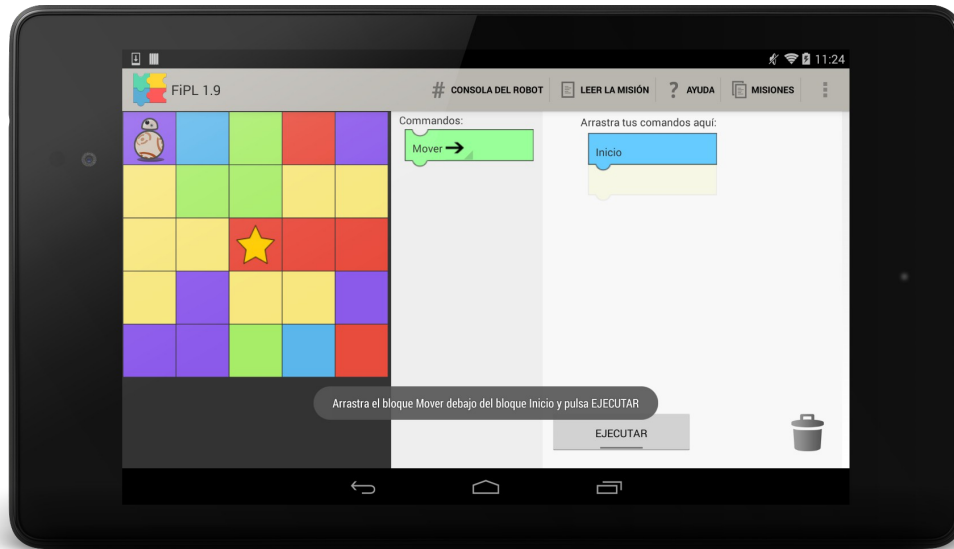 11:24
FiPL 1.9
# CONSOLA DEL ROBOT
LEER LA MISIÓN
? AYUDA
MISIONES
Commandos:
Mover
Arrastra tus comandos aquí:
Inicio
Arrastra el bloque Mover debajo del bloque Inicio y pulsa EJECUTAR
EJECUTAR